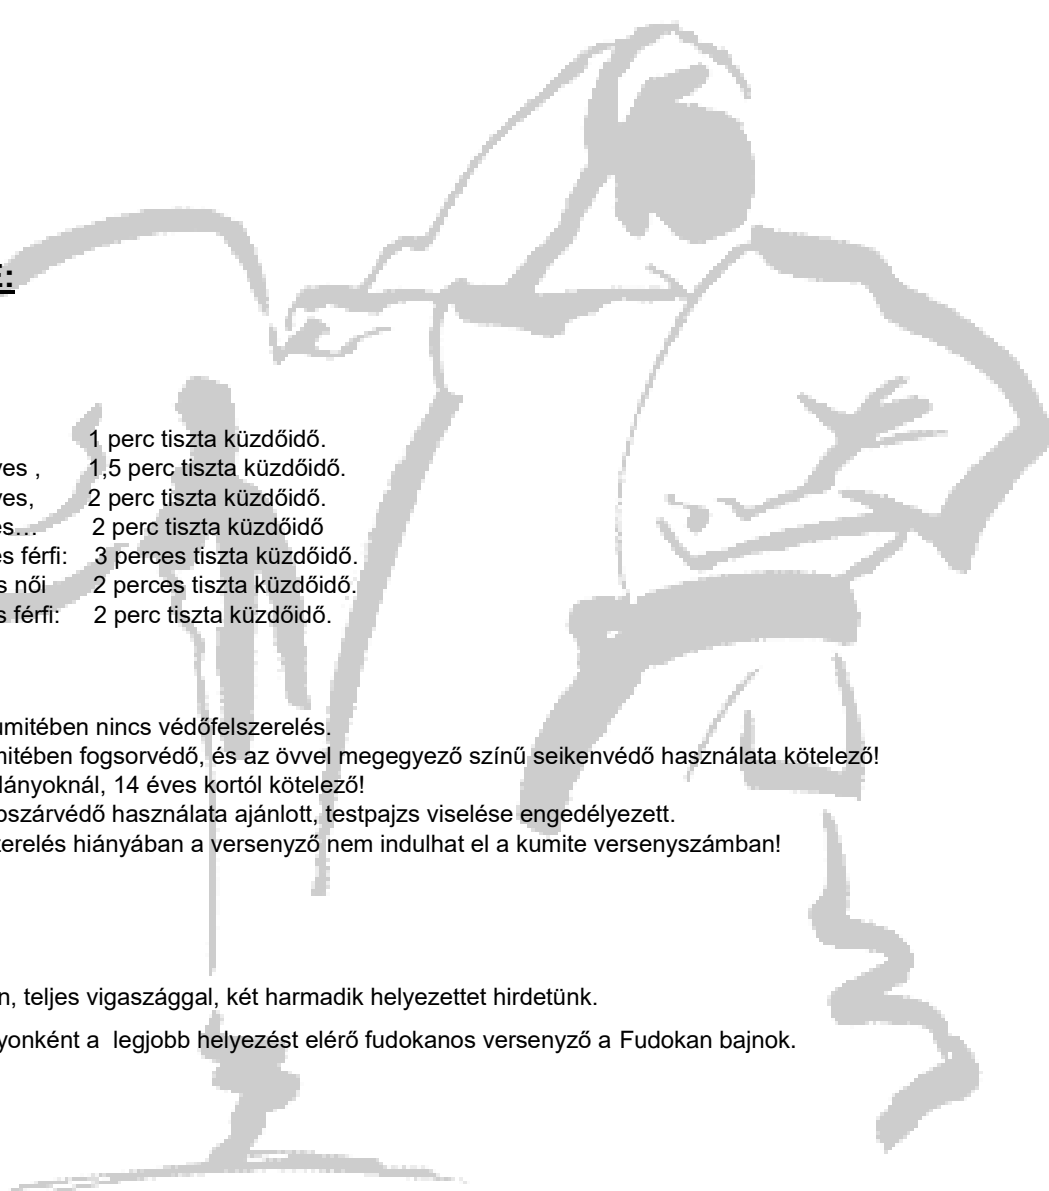 E:
1 perc tiszta küzdőidő.
ves , 1,5 perc tiszta küzdőidő.
ves, 2 perc tiszta küzdőidő.
es… 2 perc tiszta küzdőidő
es férfi: 3 perces tiszta küzdőidő.
s női 2 perces tiszta küzdőidő.
s férfi: 2 perc tiszta küzdőidő.
umitében nincs védőfelszerelés.
mitében fogsorvédő, és az övvel megegyező színű seikenvédő használata kötelező!
lányoknál, 14 éves kortól kötelező!
oszárvédő használata ajánlott, testpajzs viselése engedélyezett.
zerelés hiányában a versenyző nem indulhat el a kumite versenyszámban!
n, teljes vigaszággal, két harmadik helyezettet hirdetünk.
yonként a legjobb helyezést elérő fudokanos versenyző a Fudokan bajnok.